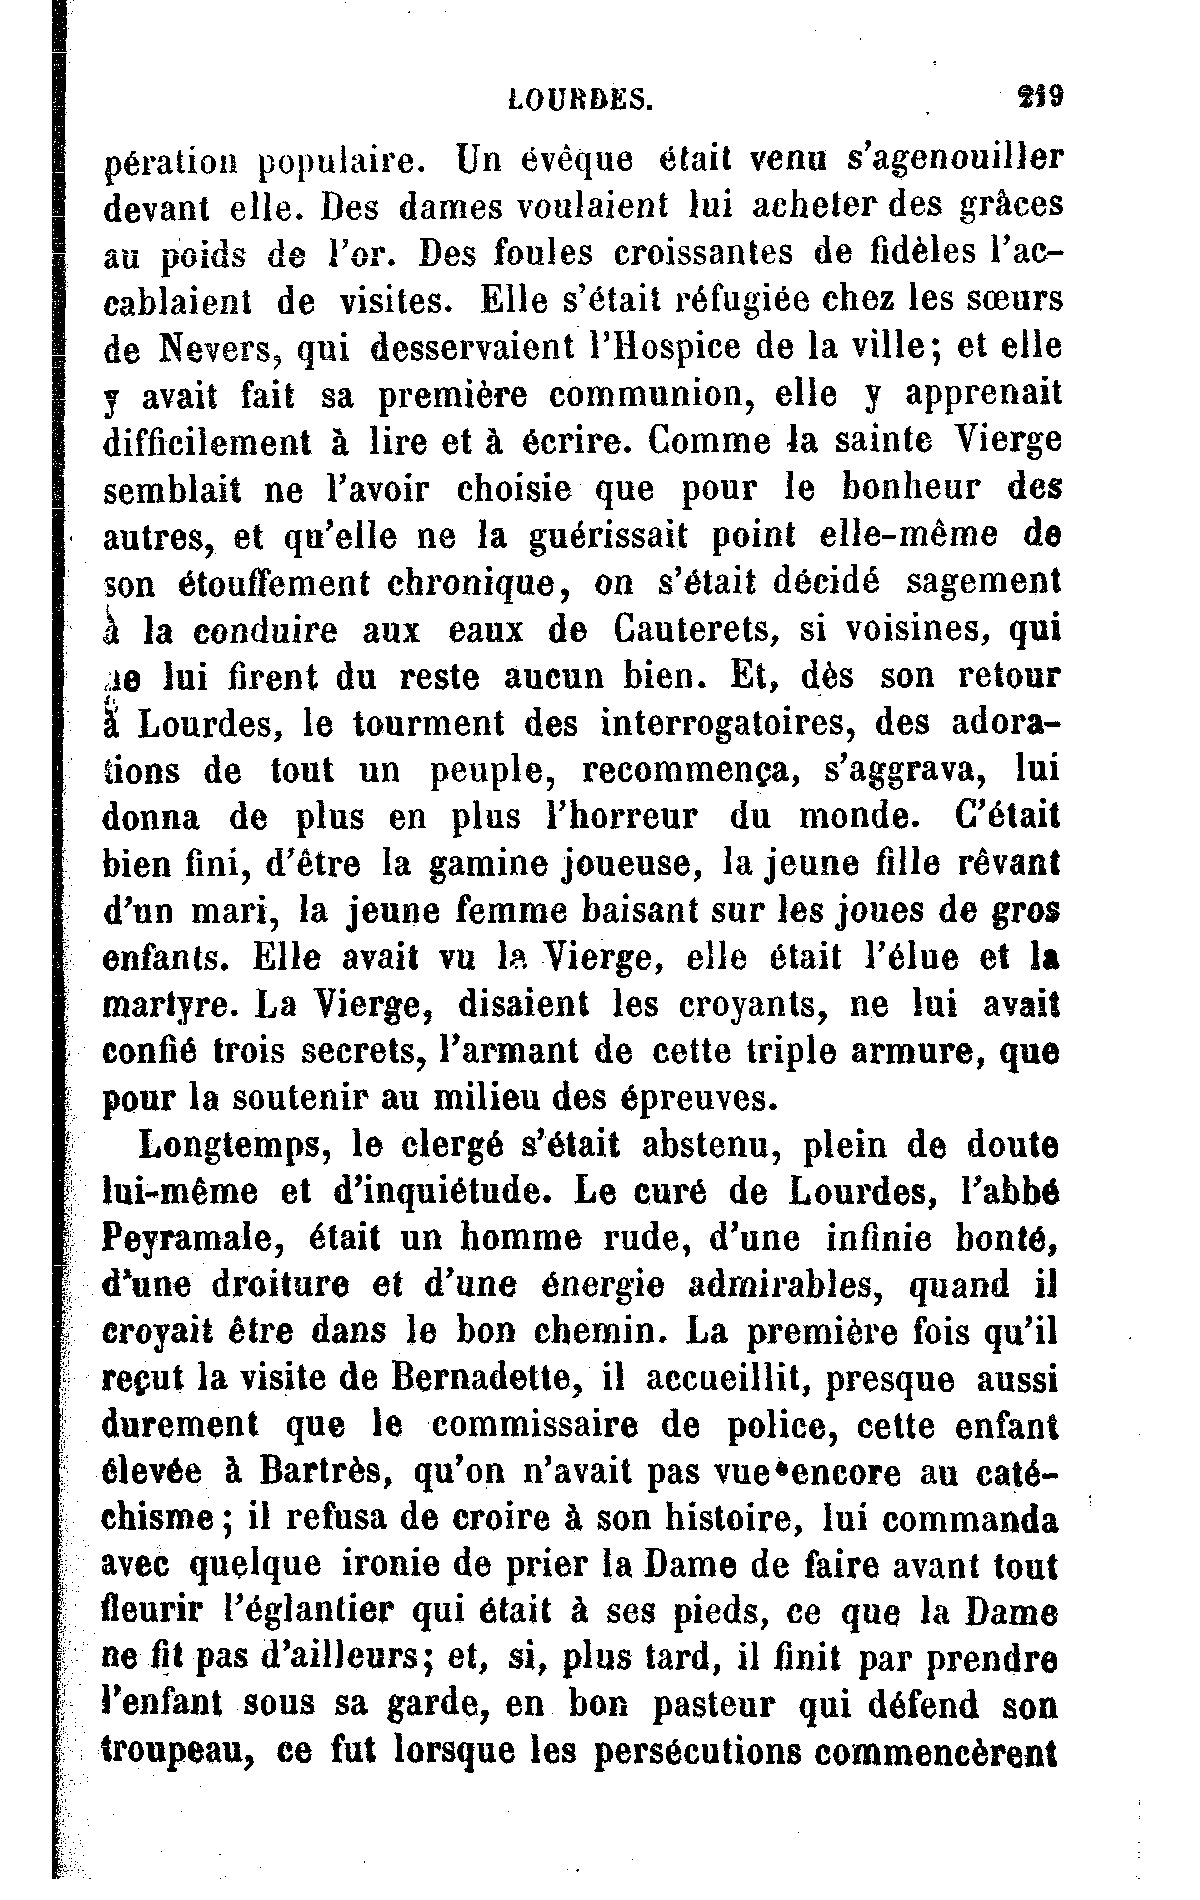 LOURDES. 219
pération populaire. Un évêque était venu s'agenouiller
devant elle. Des dames voulaient lui acheter des grâces
au poids de l'or. Des foules croissantes de fidèles l'ac-
cablaient de visites. Elle s'était réfugiée chez les sœurs
de Nevers, qui desservaient l'Hospice de la ville; et elle
y avait fait sa première communion, elle y apprenait
difficilement à lire et à écrire. Comme la sainte Vierge
semblait ne l'avoir choisie que pour le bonheur des
autres, et qu'elle ne la guérissait point elle-même de
son étouffement chronique, on s'était décidé sagement
à la conduire aux eaux de Cauterets, si voisines, qui
ne lui firent du reste aucun bien. Et, dès son retour
à Lourdes, le tourment des interrogatoires, des adora-
tions de tout un peuple, recommença, s'aggrava, lui
donna de plus en plus l'horreur du monde. C'était
bien fini, d'être la gamine joueuse, la jeune fille rêvant
d'un mari, la jeune femme baisant sur les joues de gros
enfants. Elle avait vu la Vierge, elle était l'élue et la
martyre. La Vierge, disaient les croyants, ne lui avait
confié trois secrets, l'armant de cette triple armure, que
pour la soutenir au milieu des épreuves.
Longtemps, le clergé s'était abstenu, plein de doute
lui-même et d'inquiétude. Le curé de Lourdes, l'abbé
Peyramale, était un homme rude, d'une infinie bonté,
d'une droiture et d'une énergie admirables, quand il
croyait être dans le bon chemin. La première fois qu'il
reçut la visite de Bernadette, il accueillit, presque aussi
durement que le commissaire de police, cette enfant
élevée à Bartrès, qu'on n'avait pas vue encore au caté-
chisme; il refusa de croire à son histoire, lui commanda
avec quelque ironie de prier la Dame de faire avant tout
fleurir l'églantier qui était à ses pieds, ce que la Dame
ne fit pas d'ailleurs; et, si, plus tard, il finit par prendre
l'enfant sous sa garde, en bon pasteur qui défend son
troupeau, ce fut lorsque les persécutions commencèrent